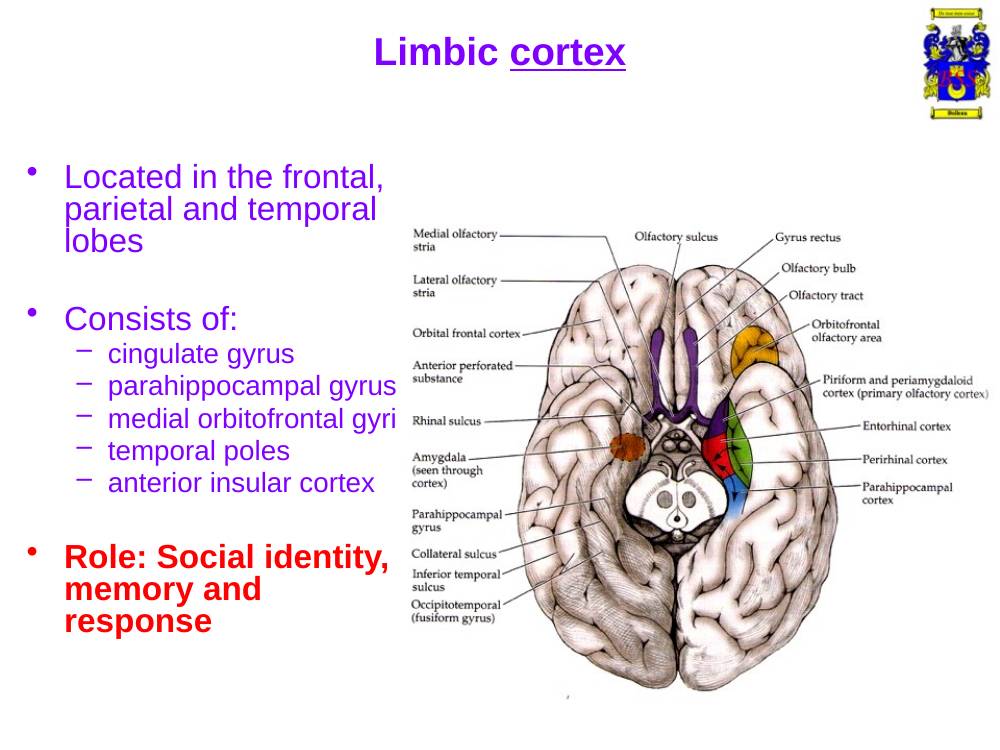 Limbic cortex
• Located in the frontal,
parietal and temporal
lobes
• Consists of:
– cingulate gyrus
– parahippocampal gyrus
– medial orbitofrontal gyri
– temporal poles
– anterior insular cortex
• Role: Social identity,
memory and
response
Medial olfactory
stria
Lateral olfactory
stria
Orbital frontal cortex
Anterior perforated
substance
Rhinal sulcus
Amygdala
(seen through
cortex)
Parahippocampal
gyrus
Collateral sulcus
Inferior temporal
sulcus
Occipitotemporal
(fusiform gyrus)
Olfactory sulcus
Gyrus rectus
Olfactory bulb
Olfactory tract
Orbitofrontal
olfactory area
Piriform and periamygdaloid
cortex (primary olfactory cortex)
Entorhinal cortex
Perirhinal cortex
Parahippocampal
cortex